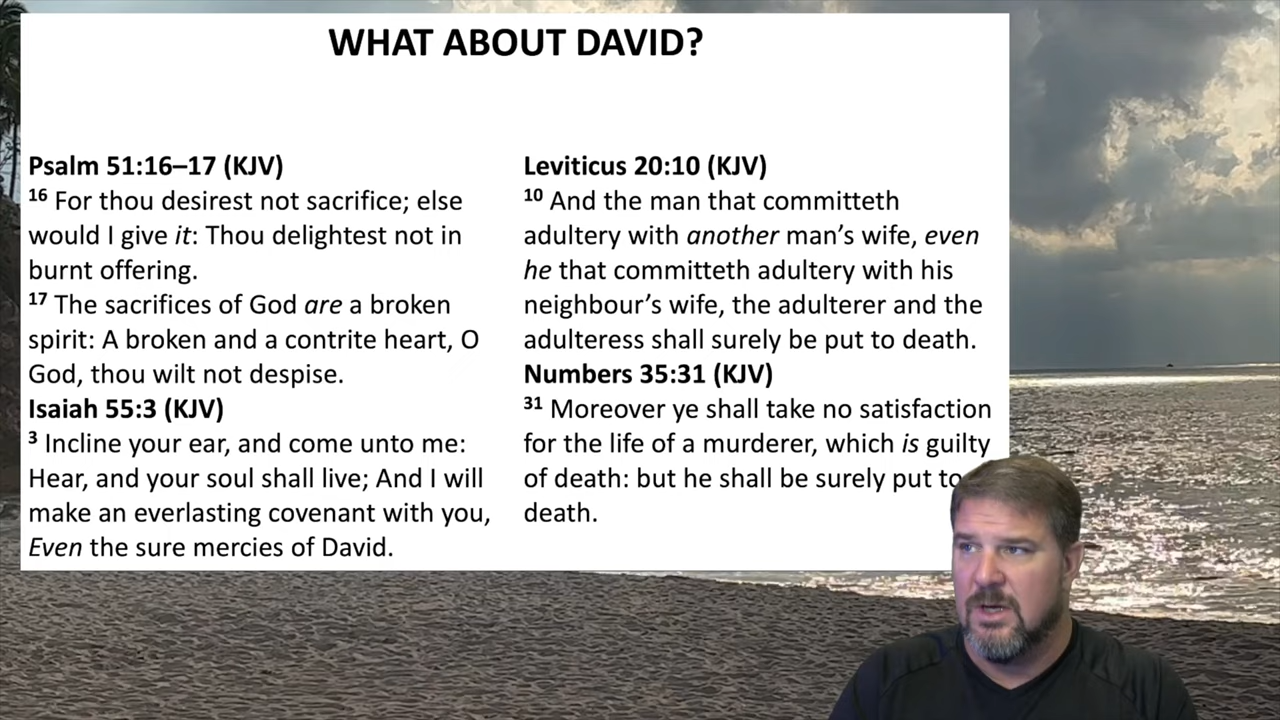 WHAT ABOUT DAVID?
Psalm 51:16–17 (KJV)
16 For thou desirest not sacrifice; else
would I give it: Thou delightest not in
burnt offering.
17 The sacrifices of God are a broken
spirit: A broken and a contrite heart, O
God, thou wilt not despise.
Isaiah 55:3 (KJV)
3 Incline your ear, and come unto me:
Hear, and your soul shall live; And I will
make an everlasting covenant with you,
Even the sure mercies of David.
Leviticus 20:10 (KJV)
10 And the man that committeth
adultery with another man's wife, even
he that committeth adultery with his
neighbour's wife, the adulterer and the
adulteress shall surely be put to death.
Numbers 35:31 (KJV)
31 Moreover ye shall take no satisfaction
for the life of a murderer, which is guilty
of death: but he shall be surely put to
death.